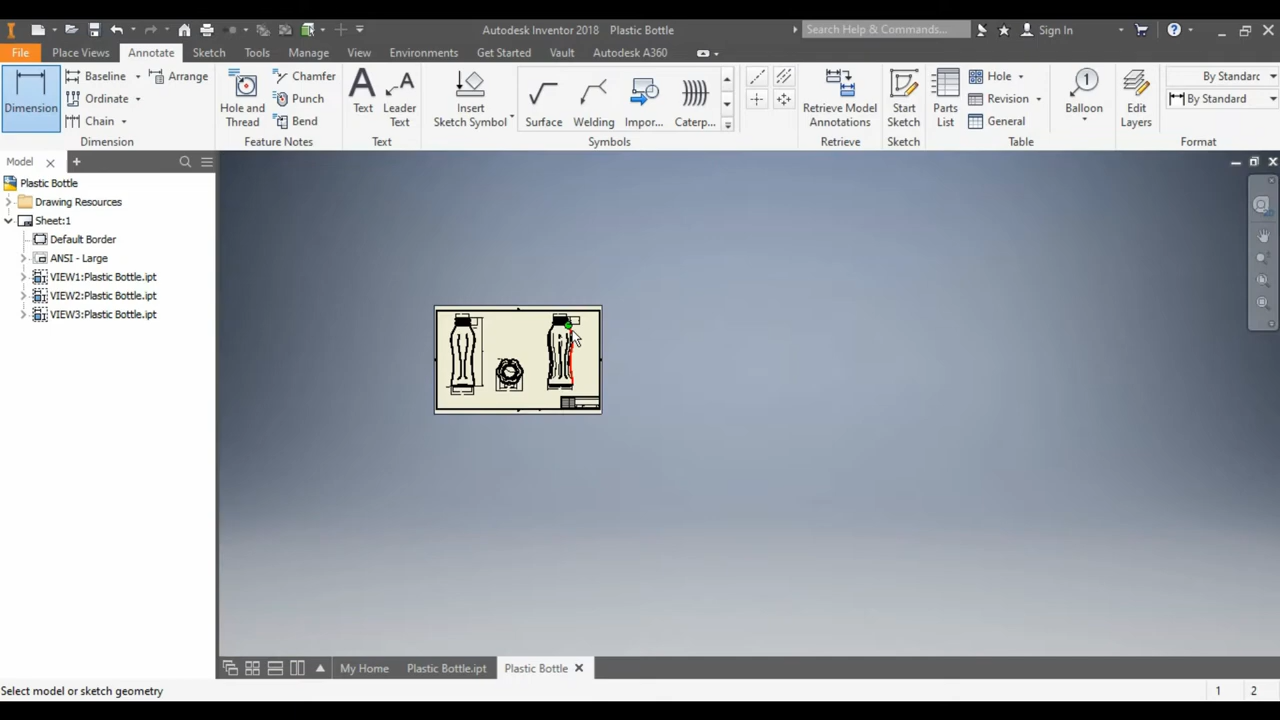 Autodesk Inventor 2018 Plastic Bottle
Search Help & Commands...
Sign In
File Place Views Annotate Sketch Tools Manage View Environments Get Started Vault Autodesk A360
Dimension
Baseline
Ordinate
Chain
Arrange
Dimension
Hole and Thread
Chamfer
Punch
Bend
Feature Notes
Text
Leader Text
Text
Insert Sketch Symbol
Surface
Welding
Impor...
Caterp...
Symbols
Retrieve Model Annotations
Retrieve
Start Sketch
Sketch
Parts List
Hole
Revision
General
Table
Balloon
Edit Layers
By Standarc
By Standard
Format
Model
Plastic Bottle
Drawing Resources
Sheet:1
Default Border
ANSI - Large
VIEW1:Plastic Bottle.ipt
VIEW2:Plastic Bottle.ipt
VIEW3:Plastic Bottle.ipt
My Home Plastic Bottle.ipt Plastic Bottle
Select model or sketch geometry
1 2